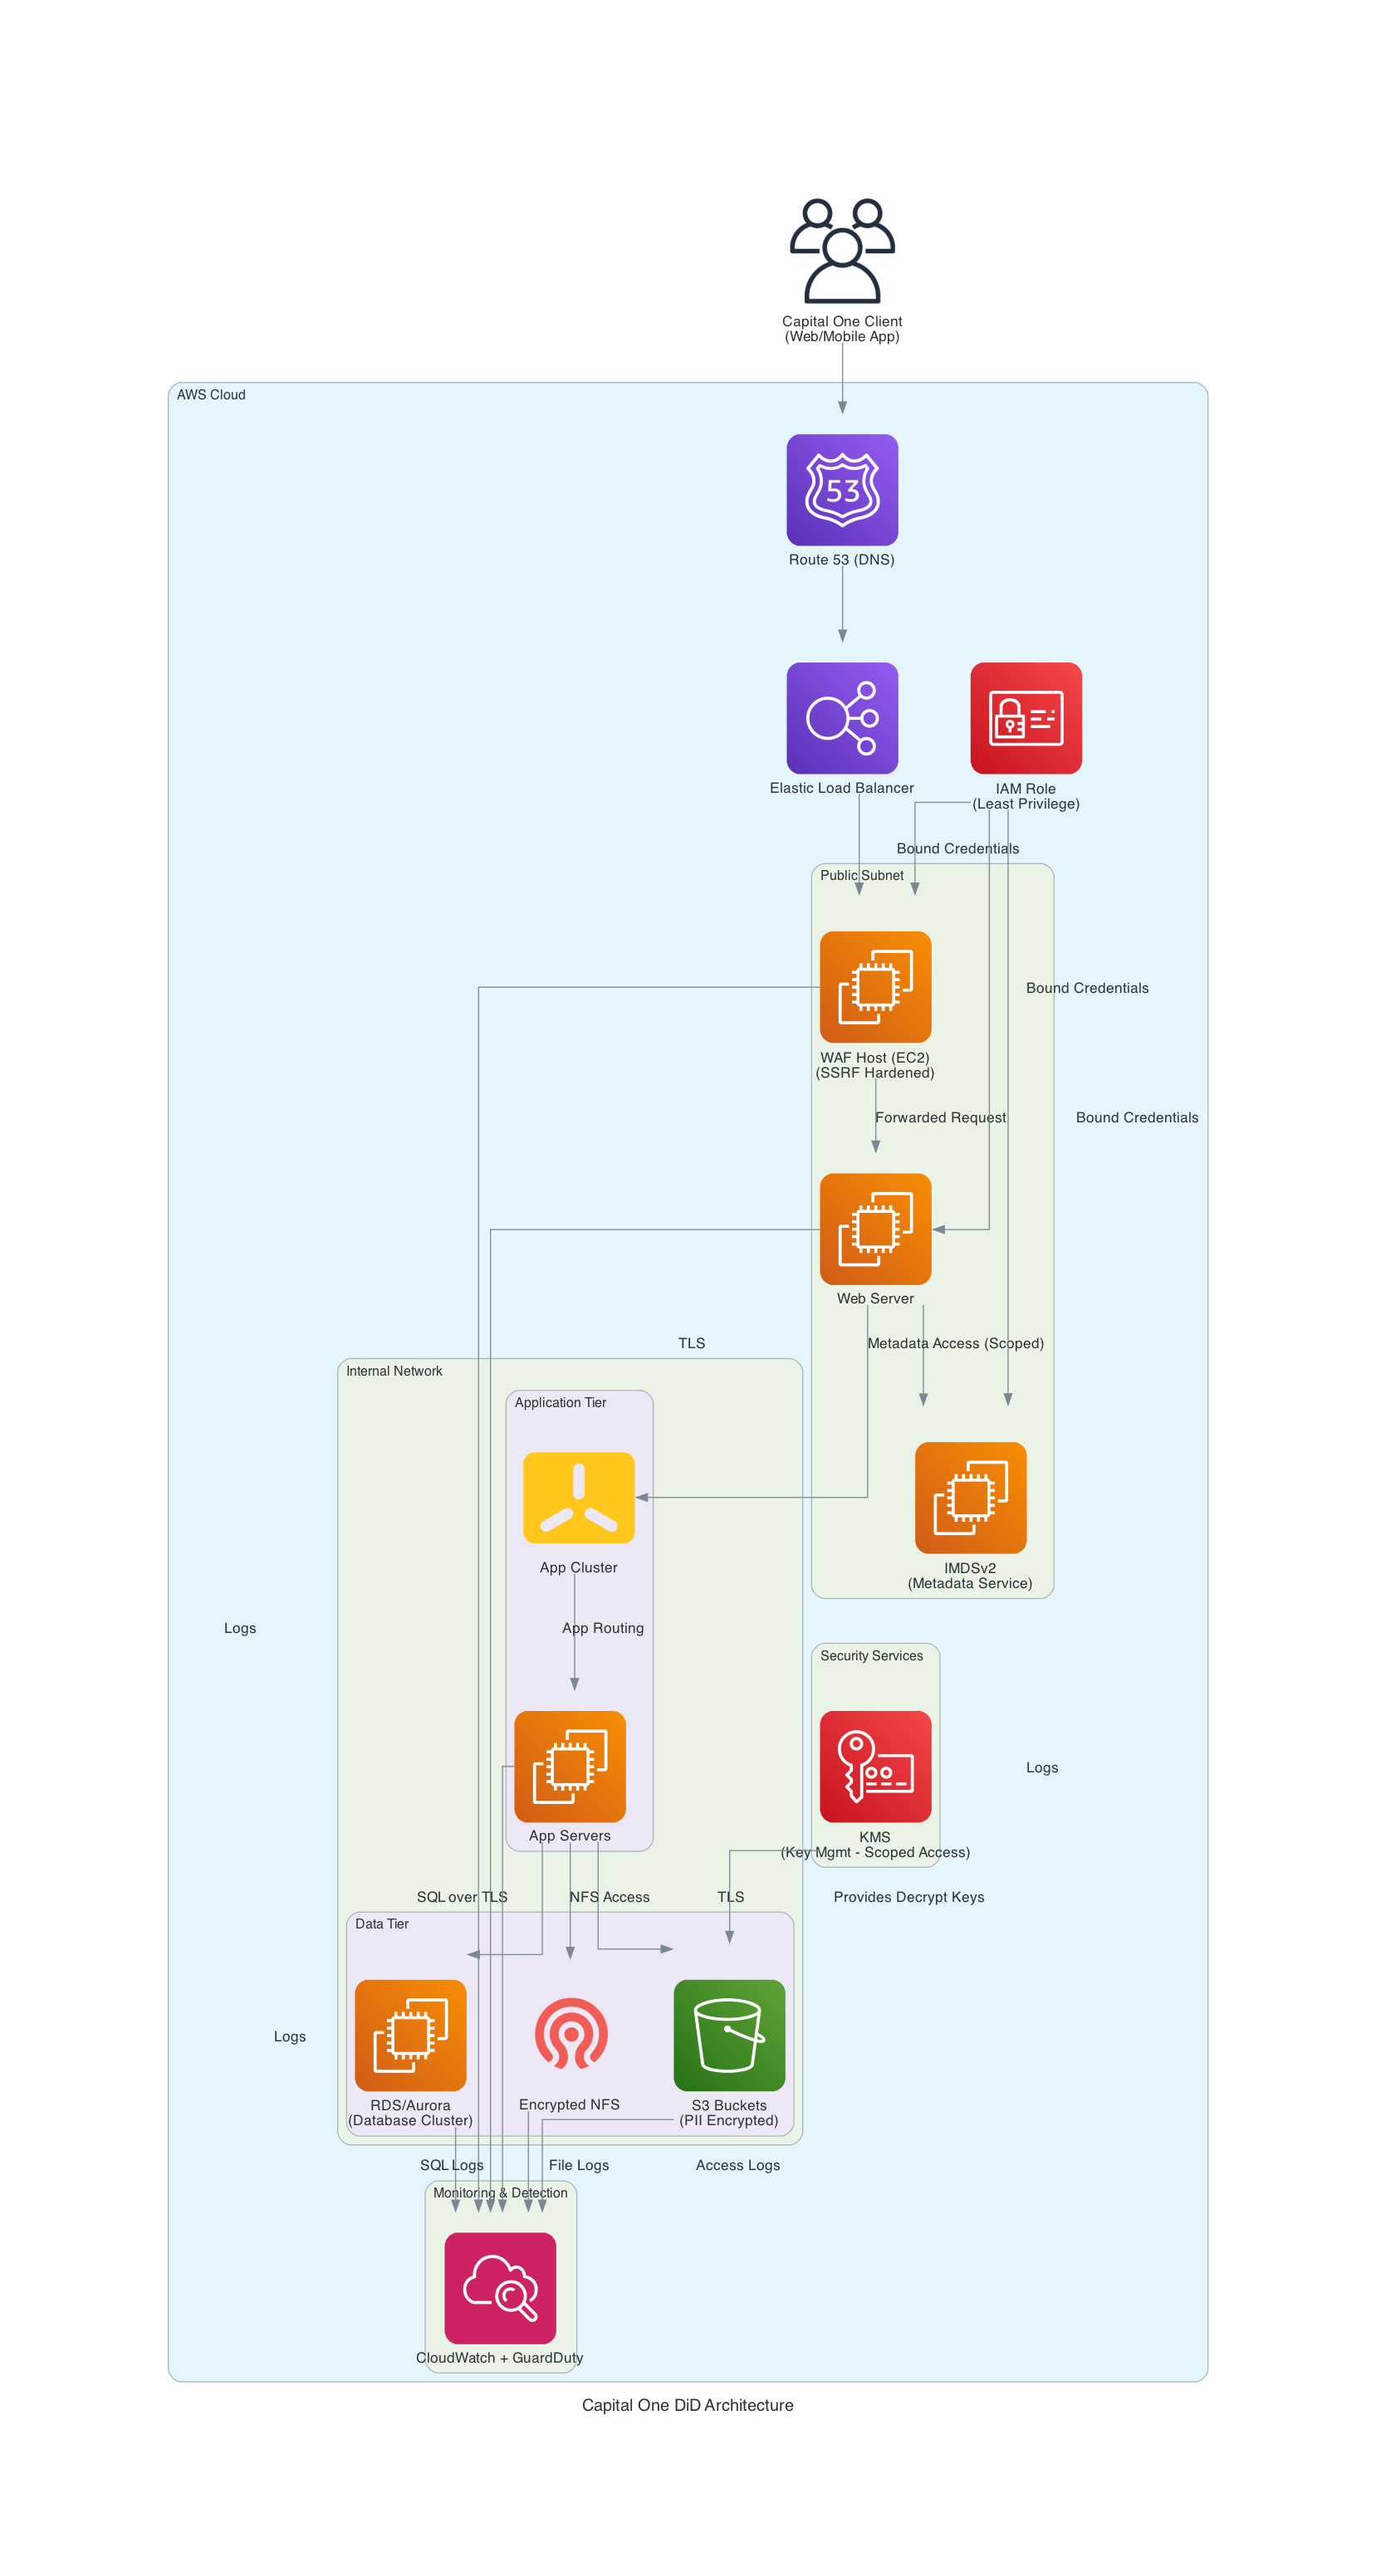 Capital One Client
(Web/Mobile App)
AWS Cloud
53
Route 53 (DNS)
Elastic Load Balancer
IAM Role
(Least Privilege)
Bound Credentials
Public Subnet
Bound Credentials
WAF Host (EC2)
(SSRF Hardened)
Forwarded Request
Bound Credentials
Web Server
TLS
Metadata Access (Scoped)
Internal Network
Application Tier
App Cluster
IMDSv2
(Metadata Service)
Logs
App Routing
Security Services
Logs
App Servers
KMS
(Key Mgmt - Scoped Access)
SQL over TLS
NFS Access
TLS
Provides Decrypt Keys
Data Tier
Logs
RDS/Aurora
(Database Cluster)
Encrypted NFS
S3 Buckets
(PII Encrypted)
SQL Logs
File Logs
Access Logs
Monitoring & Detection
CloudWatch + GuardDuty
Capital One DiD Architecture